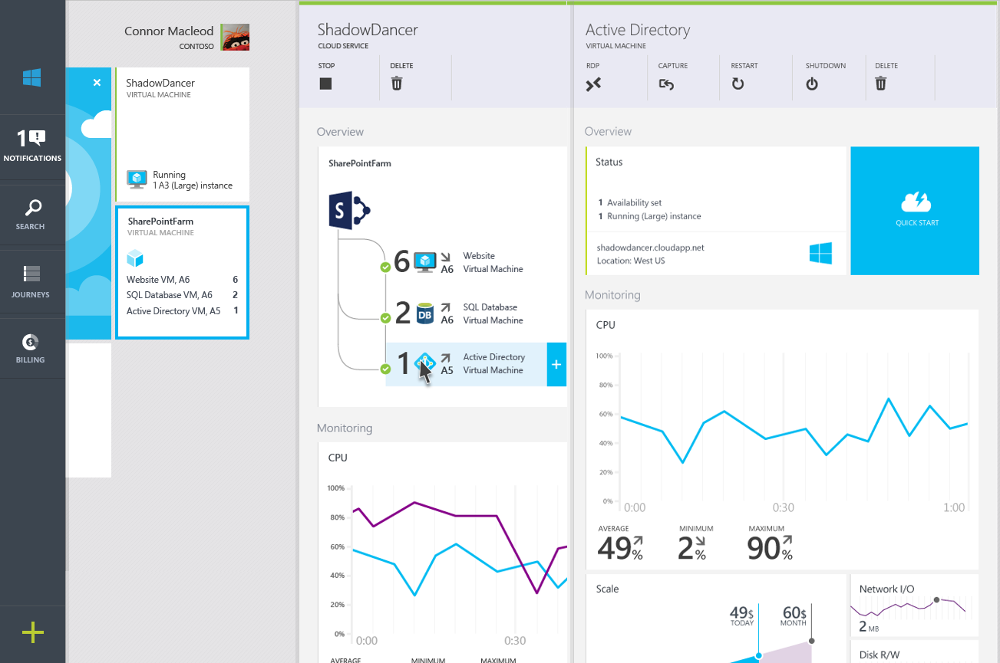 Connor Macleod
CONTOSO
1
NOTIFICATIONS
SEARCH
JOURNEYS
BILLING
ShadowDancer
VIRTUAL MACHINE
Running
1 A3 (Large) instance
SharePointFarm
VIRTUAL MACHINE
Website VM, A6 6
SQL Database VM, A6 2
Active Directory VM, A5 1
ShadowDancer
CLOUD SERVICE
STOP DELETE
Overview
SharePointFarm
S
6 A6 Website
Virtual Machine
2 DB A6 SQL Database
Virtual Machine
1 A5 Active Directory
Virtual Machine
Monitoring
CPU
100%
80%
60%
40%
20%
0%
0:00 0:30
AVERAGE MINIMUM MAXIMUM
Active Directory
VIRTUAL MACHINE
RDP CAPTURE RESTART SHUTDOWN DELETE
Overview
Status
1 Availability set
1 Running (Large) instance
shadowdancer.cloudapp.net
Location: West US
QUICK START
Monitoring
CPU
100%
80%
60%
40%
20%
0%
0:00 0:30 1:00
AVERAGE MINIMUM MAXIMUM
49% 2% 90%
Scale
49$ 60$
TODAY MONTH
Network I/O
2 MB
Disk R/W